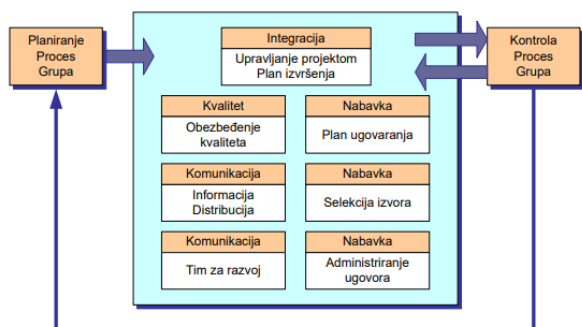 Planiranje
Proces
Grupa
Integracija
Upravljanje projektom
Plan izvršenja
Kontrola
Proces
Grupa
Kvalitet
Obezbeđenje
kvaliteta
Nabavka
Plan ugovaranja
Komunikacija
Informacija
Distribucija
Nabavka
Selekcija izvora
Komunikacija
Tim za razvoj
Nabavka
Administriranje
ugovora